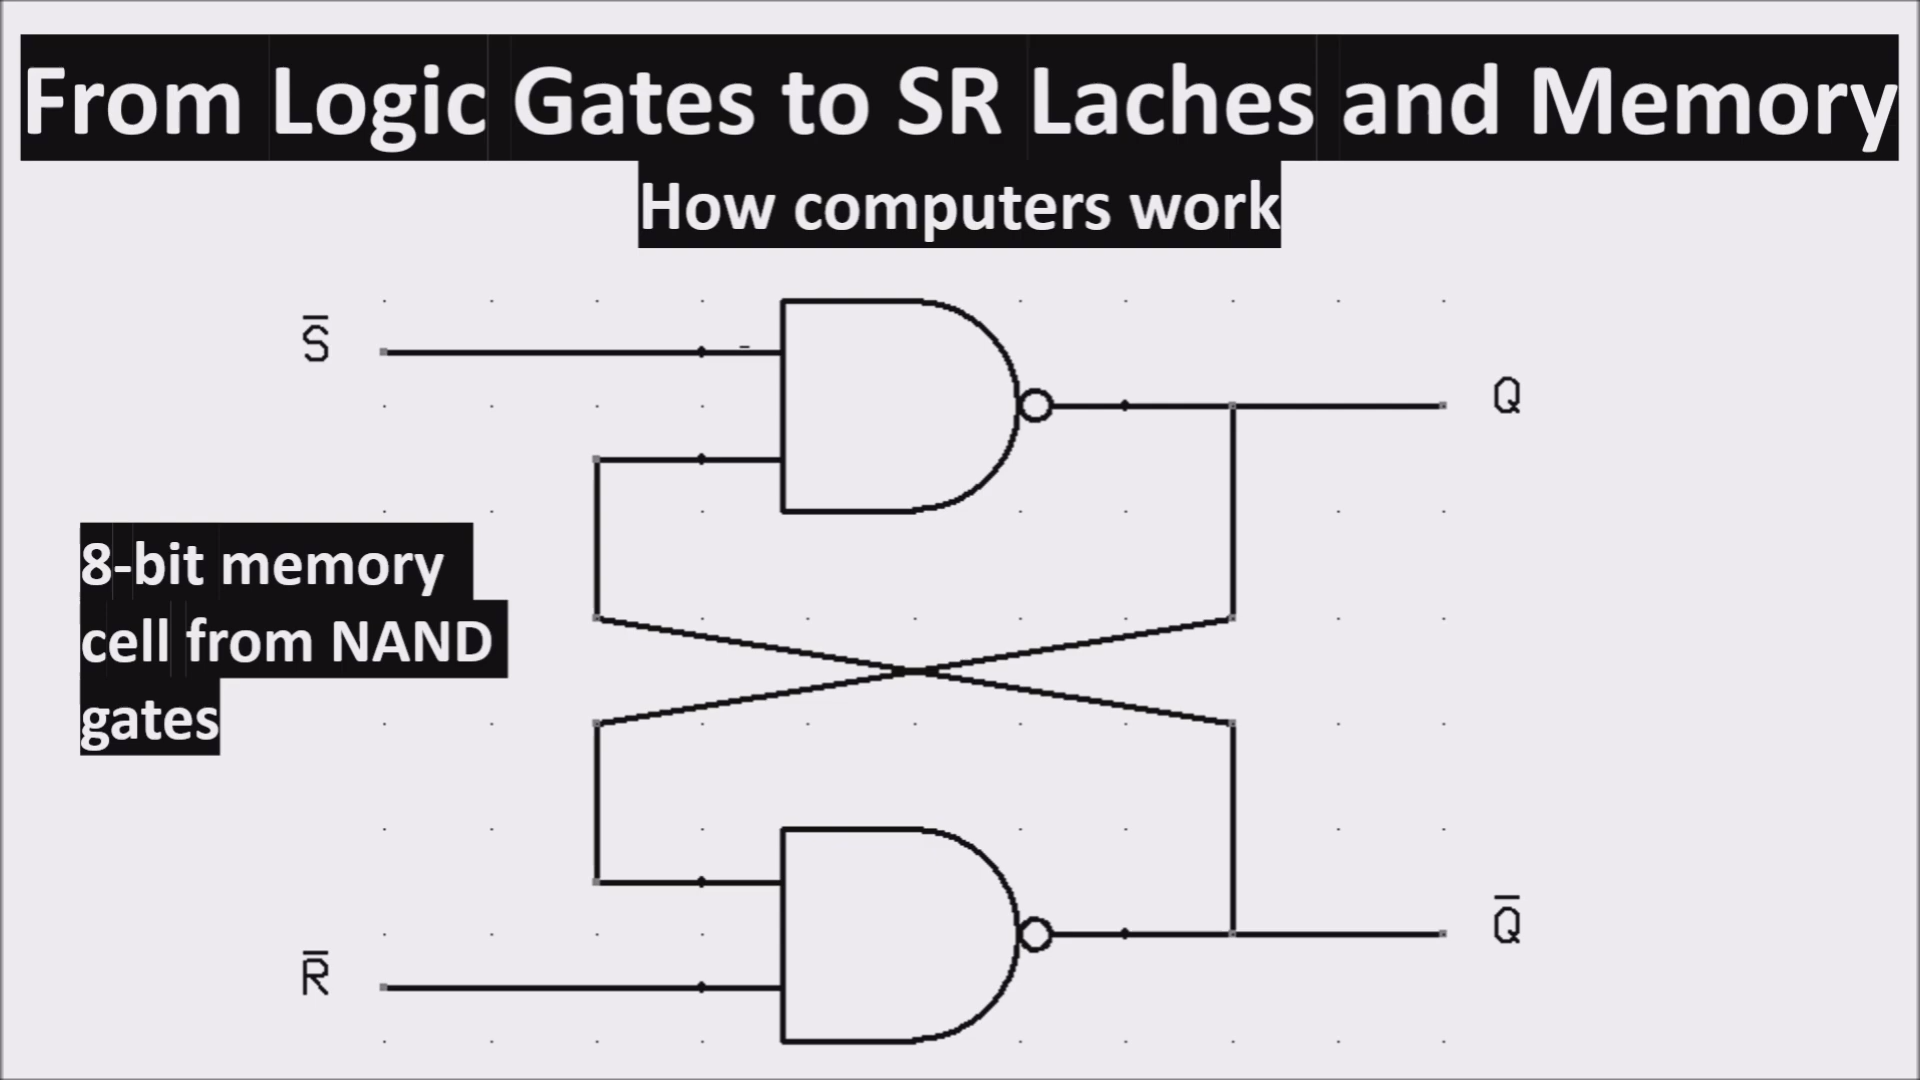 From Logic Gates to SR Laches and Memory
How computers work
S̅
Q
8-bit memory
cell from NAND
gates
R̅
Q̅